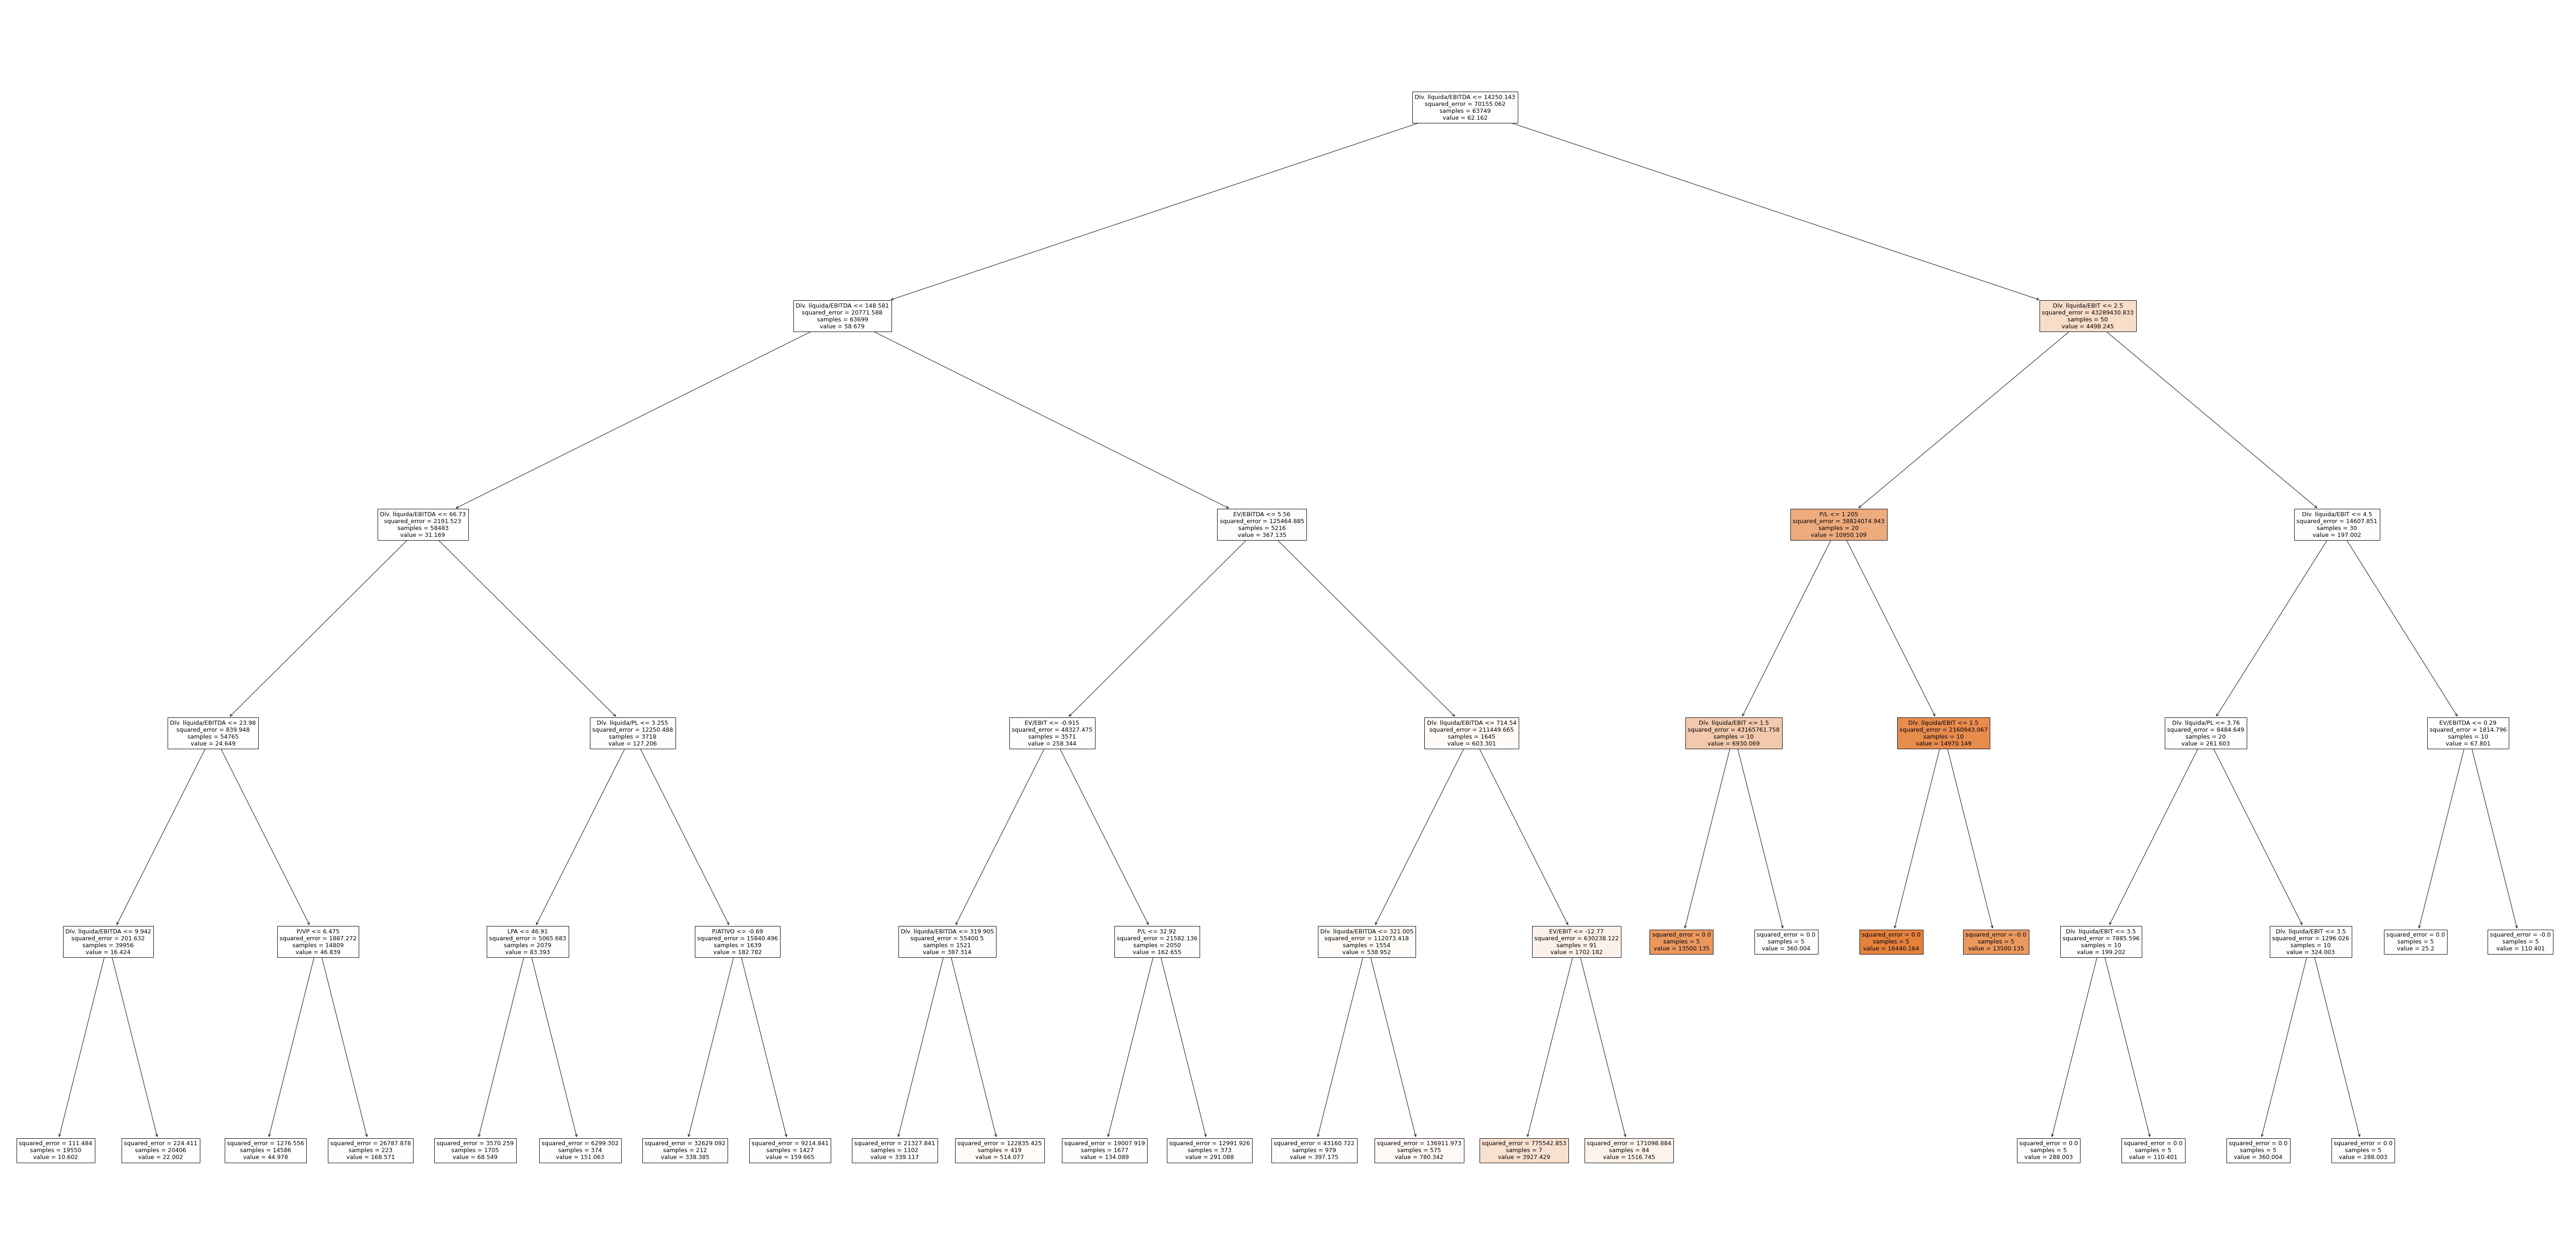 Dív. líquida/EBITDA <= 14250.143
squared_error = 70155.062
samples = 63749
value = 62.162
Dív. líquida/EBITDA <= 148.581
squared_error = 20771.588
samples = 63699
value = 58.679
Dív. líquida/EBIT <= 2.5
squared_error = 43289430.833
samples = 50
value = 4498.245
Dív. líquida/EBITDA <= 66.73
squared_error = 2191.523
samples = 58483
value = 31.169
EV/EBITDA <= 5.56
squared_error = 125464.885
samples = 5216
value = 367.135
P/L <= 1.205
squared_error = 38824074.943
samples = 20
value = 10950.109
Dív. líquida/EBIT <= 4.5
squared_error = 14607.851
samples = 30
value = 197.002
Dív. líquida/EBITDA <= 23.98
squared_error = 839.948
samples = 54765
value = 24.649
Dív. líquida/PL <= 3.255
squared_error = 12250.488
samples = 3718
value = 127.206
EV/EBIT <= -0.915
squared_error = 48327.475
samples = 3571
value = 258.344
Dív. líquida/EBITDA <= 714.54
squared_error = 211449.665
samples = 1645
value = 603.301
Dív. líquida/EBIT <= 1.5
squared_error = 43165761.758
samples = 10
value = 6930.069
Dív. líquida/EBIT <= 1.5
squared_error = 2160943.067
samples = 10
value = 14970.149
Dív. líquida/PL <= 3.76
squared_error = 8484.649
samples = 20
value = 261.603
EV/EBITDA <= 0.29
squared_error = 1814.796
samples = 10
value = 67.801
Dív. líquida/EBITDA <= 9.942
squared_error = 201.632
samples = 39956
value = 16.424
P/VP <= 6.475
squared_error = 1887.272
samples = 14809
value = 46.839
LPA <= 46.91
squared_error = 5065.683
samples = 2079
value = 83.393
P/ATIVO <= -0.69
squared_error = 15840.496
samples = 1639
value = 182.782
Dív. líquida/EBITDA <= 319.905
squared_error = 55400.5
samples = 1521
value = 387.314
P/L <= 32.92
squared_error = 21582.136
samples = 2050
value = 162.655
Dív. líquida/EBITDA <= 321.005
squared_error = 112073.418
samples = 1554
value = 538.952
EV/EBIT <= -12.77
squared_error = 630238.122
samples = 91
value = 1702.182
squared_error = 0.0
samples = 5
value = 13500.135
squared_error = 0.0
samples = 5
value = 360.004
squared_error = 0.0
samples = 5
value = 16440.164
squared_error = -0.0
samples = 5
value = 13500.135
Dív. líquida/EBIT <= 3.5
squared_error = 7885.596
samples = 10
value = 199.202
Dív. líquida/EBIT <= 3.5
squared_error = 1296.026
samples = 10
value = 324.003
squared_error = 0.0
samples = 5
value = 25.2
squared_error = -0.0
samples = 5
value = 110.401
squared_error = 111.484
samples = 19550
value = 10.602
squared_error = 224.411
samples = 20406
value = 22.002
squared_error = 1276.556
samples = 14586
value = 44.978
squared_error = 26787.878
samples = 223
value = 168.571
squared_error = 3570.259
samples = 1705
value = 68.549
squared_error = 6299.302
samples = 374
value = 151.063
squared_error = 32629.092
samples = 212
value = 338.385
squared_error = 9214.841
samples = 1427
value = 159.665
squared_error = 21327.841
samples = 1102
value = 339.117
squared_error = 122835.425
samples = 419
value = 514.077
squared_error = 19007.919
samples = 1677
value = 134.089
squared_error = 12991.926
samples = 373
value = 291.088
squared_error = 43160.722
samples = 979
value = 397.175
squared_error = 136911.973
samples = 575
value = 780.342
squared_error = 775542.853
samples = 7
value = 3927.429
squared_error = 171098.884
samples = 84
value = 1516.745
squared_error = 0.0
samples = 5
value = 288.003
squared_error = 0.0
samples = 5
value = 110.401
squared_error = 0.0
samples = 5
value = 360.004
squared_error = 0.0
samples = 5
value = 288.003